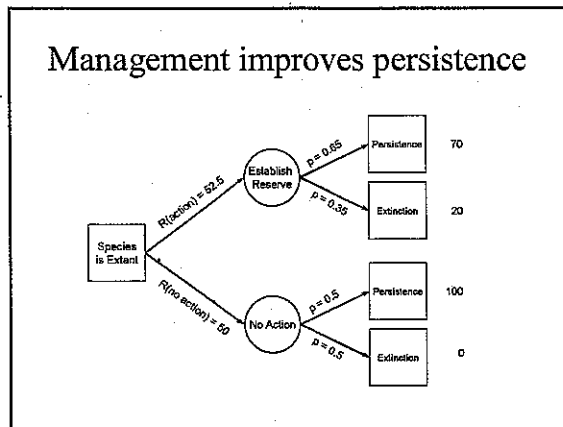 Management improves persistence
Persistence
70
p = 0.65
Establish
Reserve
p = 0.35
Extinction
20
R(action) = 52.5
Species
is Extant
R(no action) = 50
Persistence
100
p = 0.5
No Action
p = 0.5
Extinction
0